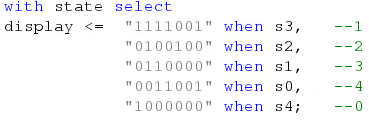 with state select
display <=  "1111001" when s3,   --1
            "0100100" when s2,   --2
            "0110000" when s1,   --3
            "0011001" when s0,   --4
            "1000000" when s4;   --0